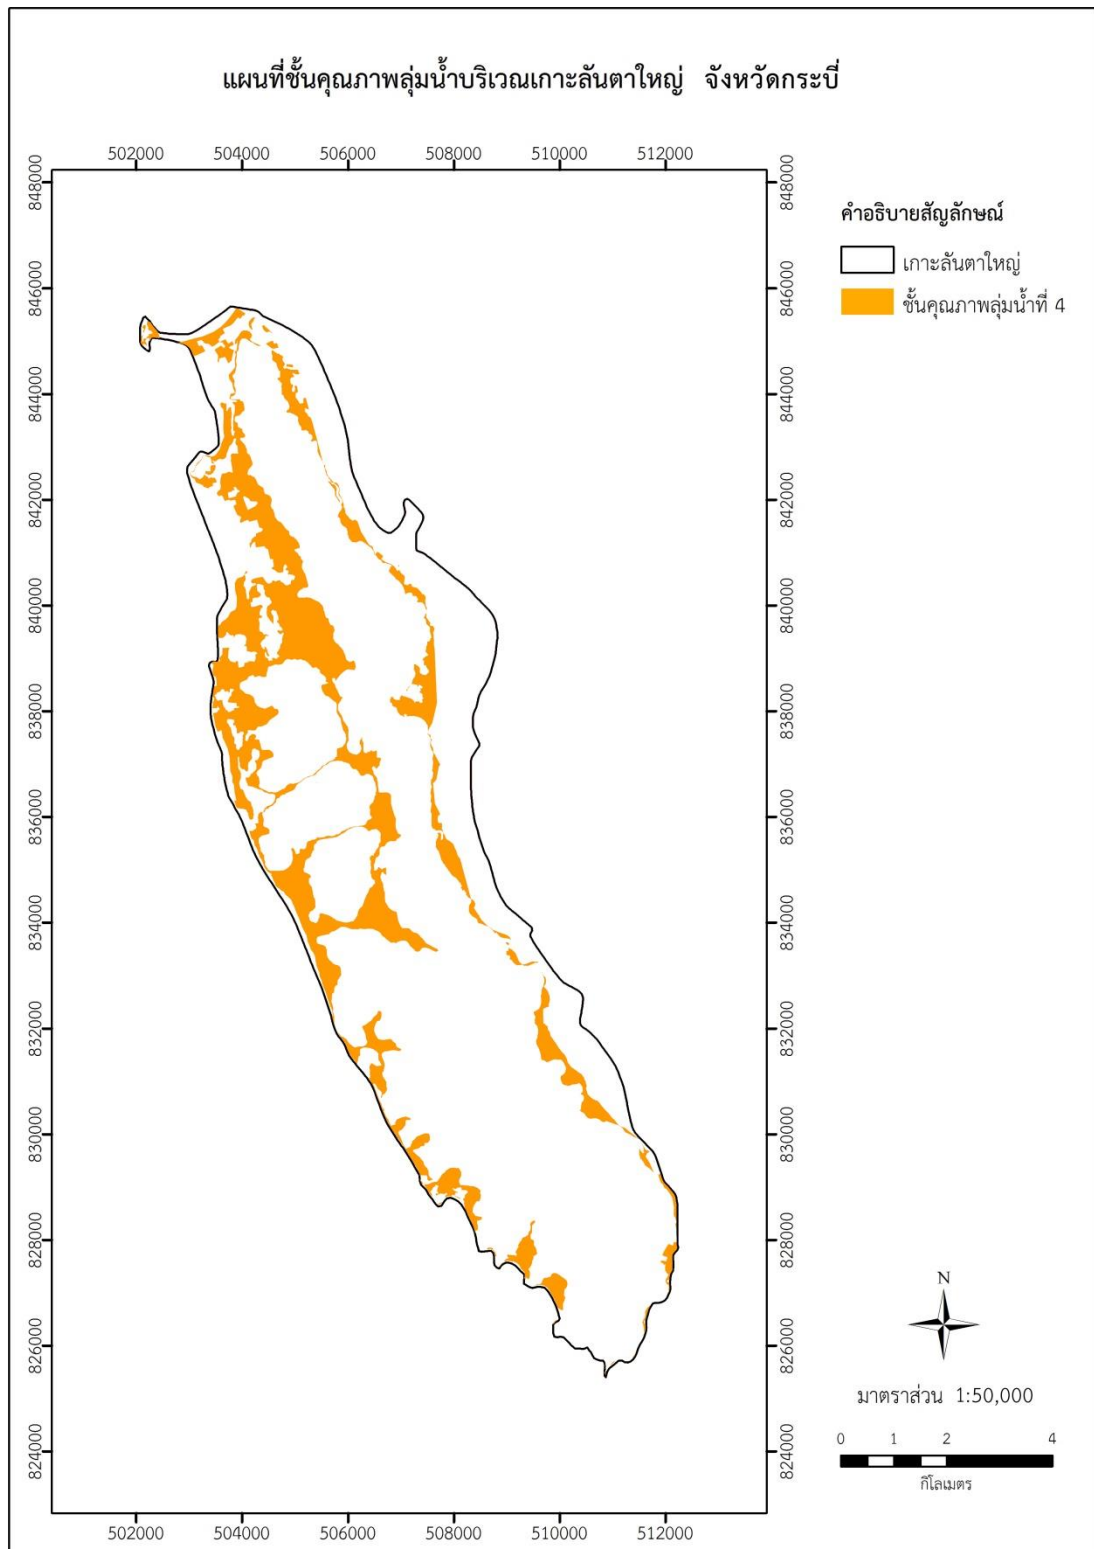 แผนที่ชั้นคุณภาพลุ่มน้ำบริเวณเกาะลันตาใหญ่ จังหวัดกระบี่
502000 504000 506000 508000 510000 512000
848000 848000
คำอธิบายสัญลักษณ์
เกาะลันตาใหญ่
846000 846000
ชั้นคุณภาพลุ่มน้ำที่ 4
844000 844000
842000 842000
840000 840000
838000 838000
836000 836000
834000 834000
832000 832000
830000 830000
828000 828000
N
826000 826000
มาตราส่วน 1:50,000
824000 824000
0 1 2 4
กิโลเมตร
502000 504000 506000 508000 510000 512000